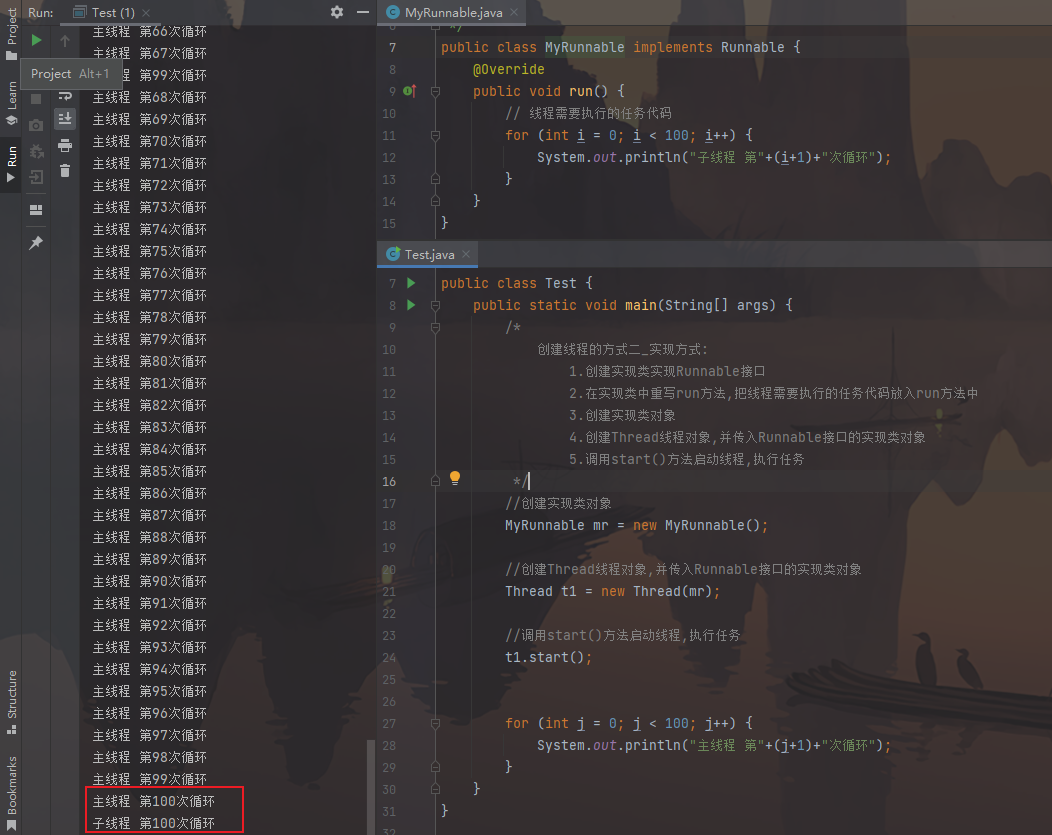 Run:
Test (1)
Project
Project Alt+1
Learn
Run
Structure
Bookmarks
主线程 第66次循环
主线程 第67次循环
主线程 第99次循环
主线程 第68次循环
主线程 第69次循环
主线程 第70次循环
主线程 第71次循环
主线程 第72次循环
主线程 第73次循环
主线程 第74次循环
主线程 第75次循环
主线程 第76次循环
主线程 第77次循环
主线程 第78次循环
主线程 第79次循环
主线程 第80次循环
主线程 第81次循环
主线程 第82次循环
主线程 第83次循环
主线程 第84次循环
主线程 第85次循环
主线程 第86次循环
主线程 第87次循环
主线程 第88次循环
主线程 第89次循环
主线程 第90次循环
主线程 第91次循环
主线程 第92次循环
主线程 第93次循环
主线程 第94次循环
主线程 第95次循环
主线程 第96次循环
主线程 第97次循环
主线程 第98次循环
主线程 第99次循环
主线程 第100次循环
子线程 第100次循环
MyRunnable.java
6 */
7 public class MyRunnable implements Runnable {
8 @Override
9 public void run() {
10 // 线程需要执行的任务代码
11 for (int i = 0; i < 100; i++) {
12 System.out.println("子线程 第"+(i+1)+"次循环");
13 }
14 }
15 }
Test.java
7 public class Test {
8 public static void main(String[] args) {
9 /*
10 创建线程的方式二_实现方式:
11 1.创建实现类实现Runnable接口
12 2.在实现类中重写run方法,把线程需要执行的任务代码放入run方法中
13 3.创建实现类对象
14 4.创建Thread线程对象,并传入Runnable接口的实现类对象
15 5.调用start()方法启动线程,执行任务
16 */
17 //创建实现类对象
18 MyRunnable mr = new MyRunnable();
19
20 //创建Thread线程对象,并传入Runnable接口的实现类对象
21 Thread t1 = new Thread(mr);
22
23 //调用start()方法启动线程,执行任务
24 t1.start();
25
26
27 for (int j = 0; j < 100; j++) {
28 System.out.println("主线程 第"+(j+1)+"次循环");
29 }
30 }
31 }
32